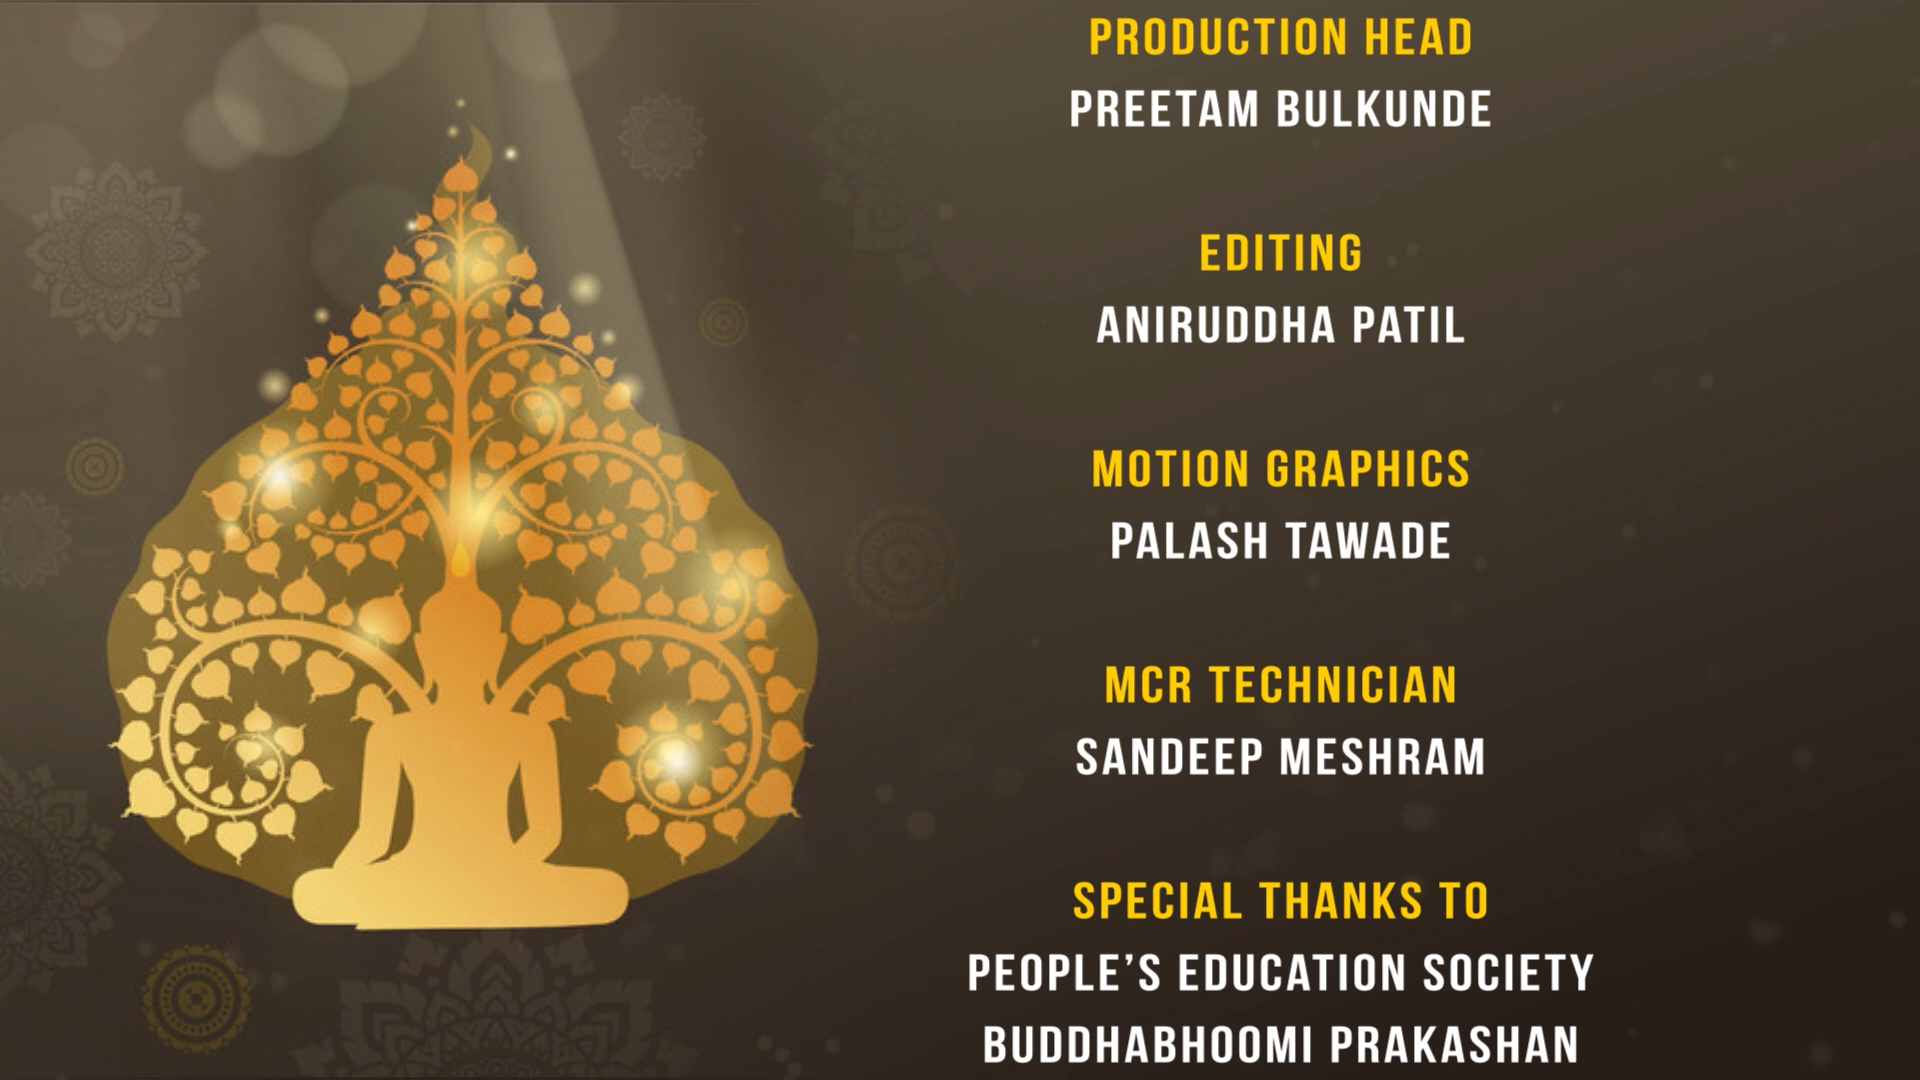 PRODUCTION HEAD
PREETAM BULKUNDE
EDITING
ANIRUDDHA PATIL
MOTION GRAPHICS
PALASH TAWADE
MCR TECHNICIAN
SANDEEP MESHRAM
SPECIAL THANKS TO
PEOPLE’S EDUCATION SOCIETY
BUDDHABHOOMI PRAKASHAN